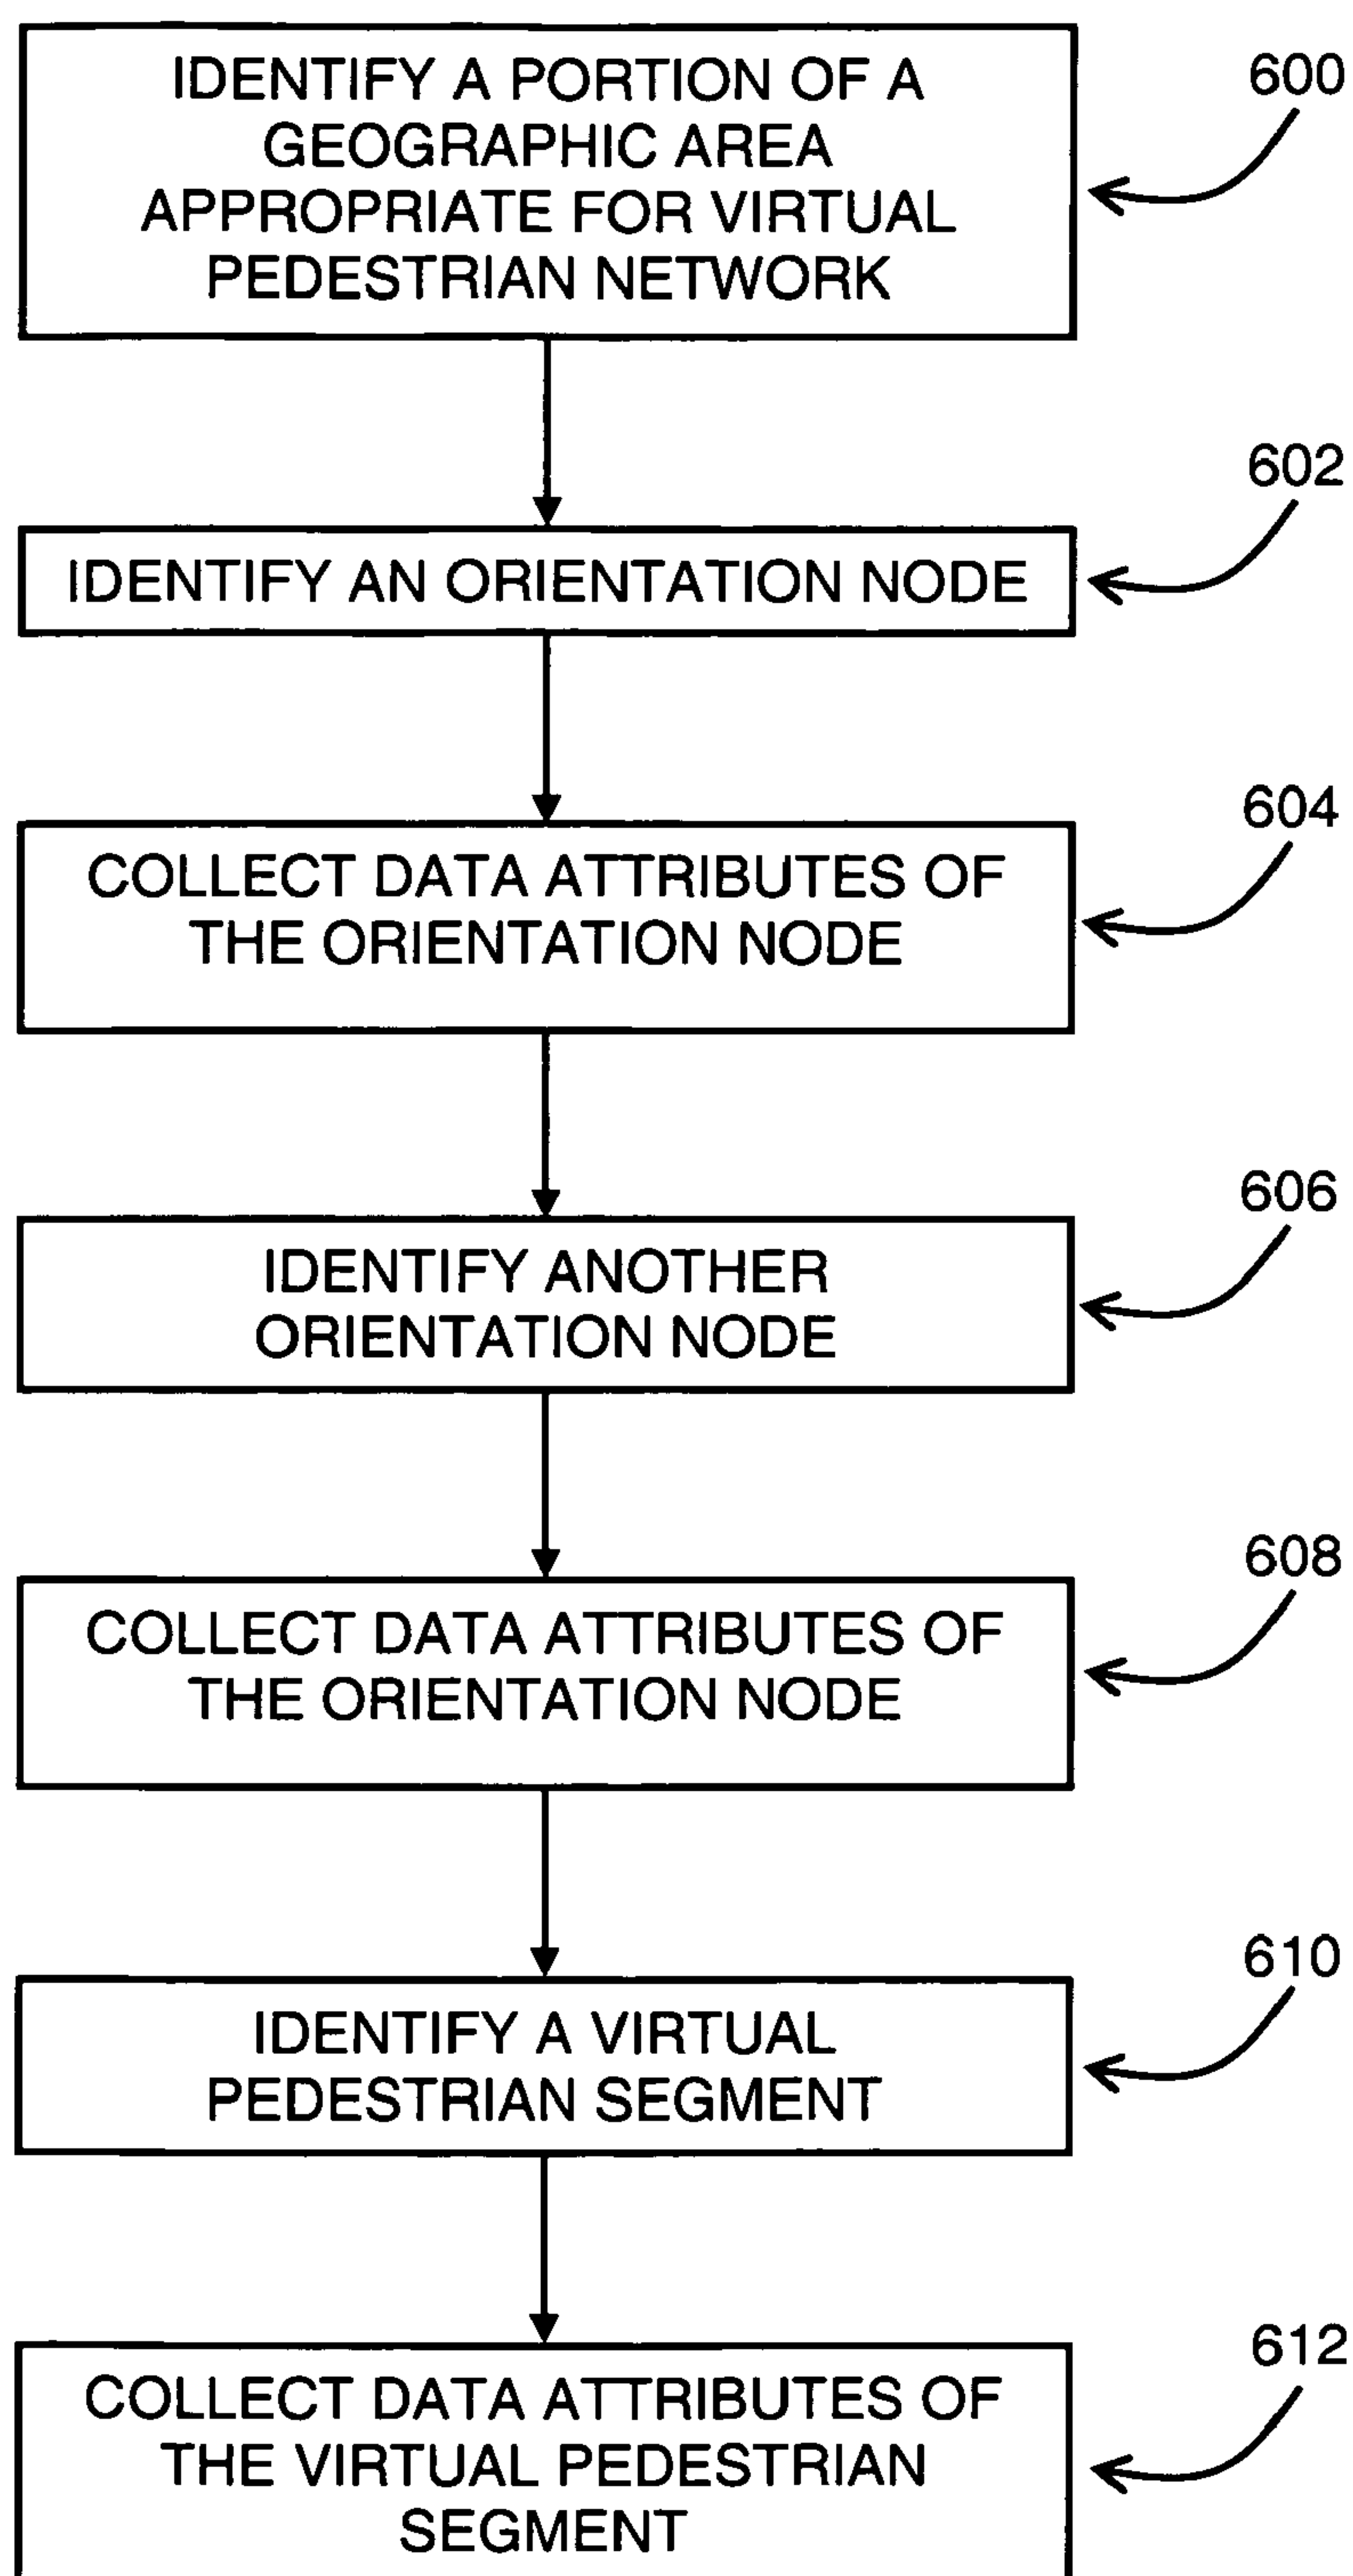 IDENTIFY A PORTION OF A
GEOGRAPHIC AREA
APPROPRIATE FOR VIRTUAL
PEDESTRIAN NETWORK
600
IDENTIFY AN ORIENTATION NODE
602
COLLECT DATA ATTRIBUTES OF
THE ORIENTATION NODE
604
IDENTIFY ANOTHER
ORIENTATION NODE
606
COLLECT DATA ATTRIBUTES OF
THE ORIENTATION NODE
608
IDENTIFY A VIRTUAL
PEDESTRIAN SEGMENT
610
COLLECT DATA ATTRIBUTES OF
THE VIRTUAL PEDESTRIAN
SEGMENT
612